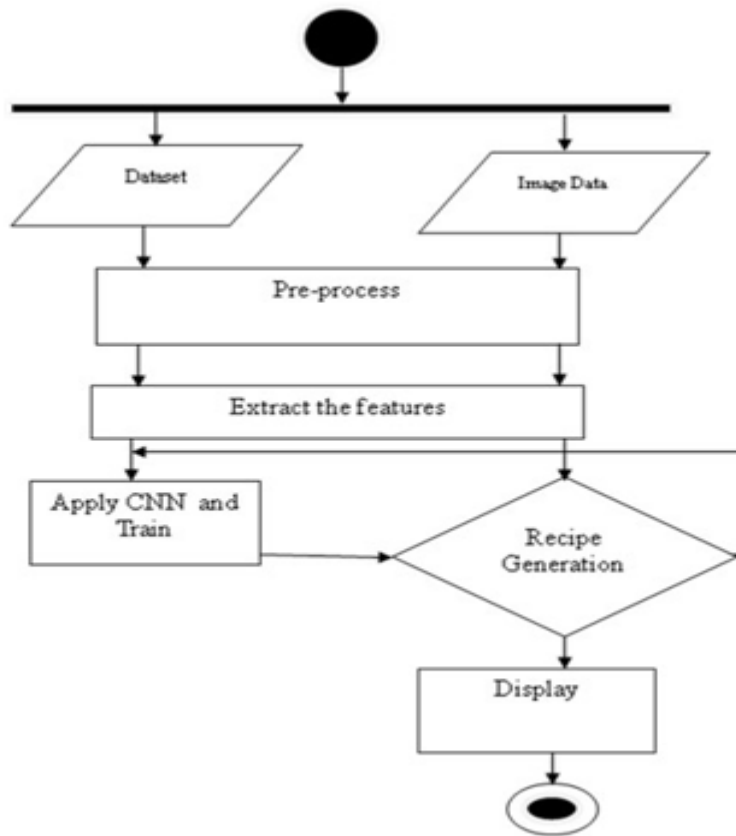 Dataset
Image Data
Pre-process
Extract the features
Apply CNN and
Train
Recipe
Generation
Display